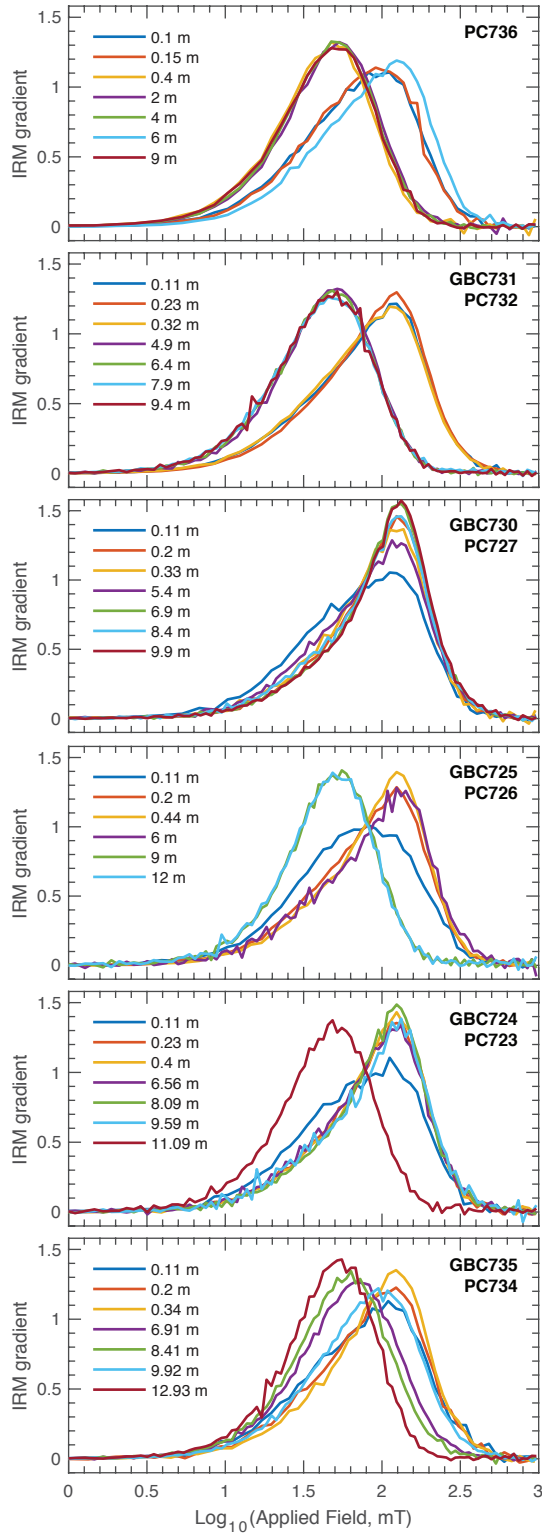 PC736
0.1 m
0.15 m
0.4 m
2 m
4 m
6 m
9 m
IRM gradient
1.5
1
0.5
0
GBC731
PC732
0.11 m
0.23 m
0.32 m
4.9 m
6.4 m
7.9 m
9.4 m
IRM gradient
1.5
1
0.5
0
GBC730
PC727
0.11 m
0.2 m
0.33 m
5.4 m
6.9 m
8.4 m
9.9 m
IRM gradient
1.5
1
0.5
0
GBC725
PC726
0.11 m
0.2 m
0.44 m
6 m
9 m
12 m
IRM gradient
1.5
1
0.5
0
GBC724
PC723
0.11 m
0.23 m
0.4 m
6.56 m
8.09 m
9.59 m
11.09 m
IRM gradient
1.5
1
0.5
0
GBC735
PC734
0.11 m
0.2 m
0.34 m
6.91 m
8.41 m
9.92 m
12.93 m
IRM gradient
1.5
1
0.5
0
0 0.5 1.0 1.5 2.0 2.5 3
Log10(Applied Field, mT)